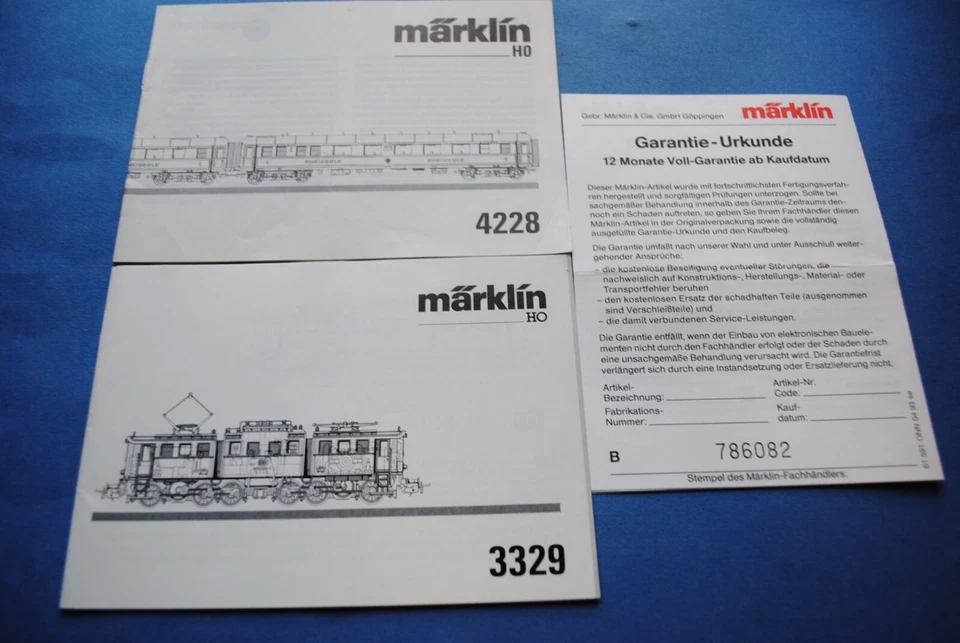 märklin
HO
RHEINGOLD RHEINGOLD
4228
märklin
HO
3329
Gebr. Märklin & Cie. GmbH Göppingen
märklin
Garantie-Urkunde
12 Monate Voll-Garantie ab Kaufdatum
Dieser Märklin-Artikel wurde mit fortschrittlichsten Fertigungsverfah-
ren hergestellt und sorgfältigen Prüfungen unterzogen. Sollte bei
sachgemäßer Behandlung innerhalb des Garantie-Zeitraums den-
noch ein Schaden auftreten, so geben Sie Ihrem Fachhändler diesen
Märklin-Artikel in der Originalverpackung sowie die vollständig
ausgefüllte Garantie-Urkunde und den Kaufbeleg.
Die Garantie umfaßt nach unserer Wahl und unter Ausschluß weiter-
gehender Ansprüche:
– die kostenlose Beseitigung eventueller Störungen, die
nachweislich auf Konstruktions-, Herstellungs-, Material- oder
Transportfehler beruhen
– den kostenlosen Ersatz der schadhaften Teile (ausgenommen
sind Verschleißteile) und
– die damit verbundenen Service-Leistungen.
Die Garantie entfällt, wenn der Einbau von elektronischen Bauele-
menten nicht durch den Fachhändler erfolgt oder der Schaden durch
eine unsachgemäße Behandlung verursacht wird. Die Garantiefrist
verlängert sich durch eine Instandsetzung oder Ersatzlieferung nicht.
Artikel-
Bezeichnung:
Artikel-Nr.
Code:
Fabrikations-
Nummer:
Kauf-
datum:
B 786082
Stempel des Märklin-Fachhändlers: